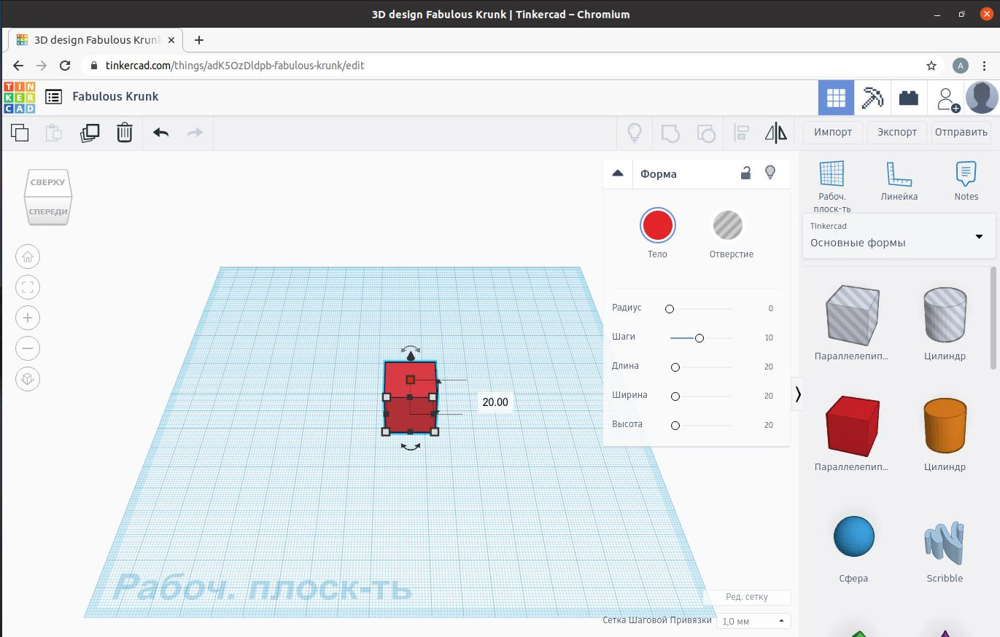 3D design Fabulous Krunk | Tinkercad – Chromium
3D design Fabulous Krunk
tinkercad.com/things/adK5OzDldpb-fabulous-krunk/edit
A
TIN
KER
CAD
Fabulous Krunk
Импорт
Экспорт
Отправить
СВЕРХУ
СПЕРЕДИ
Форма
Тело
Отверстие
Радиус
0
Шаги
10
Длина
20
Ширина
20
Высота
20
20.00
Рабоч. плоск-ть
Ред. сетку
Сетка Шаговой Привязки
1,0 мм
Рабоч.
плоск-ть
Линейка
Notes
Tinkercad
Основные формы
Параллелепип...
Цилиндр
Параллелепип...
Цилиндр
Сфера
Scribble